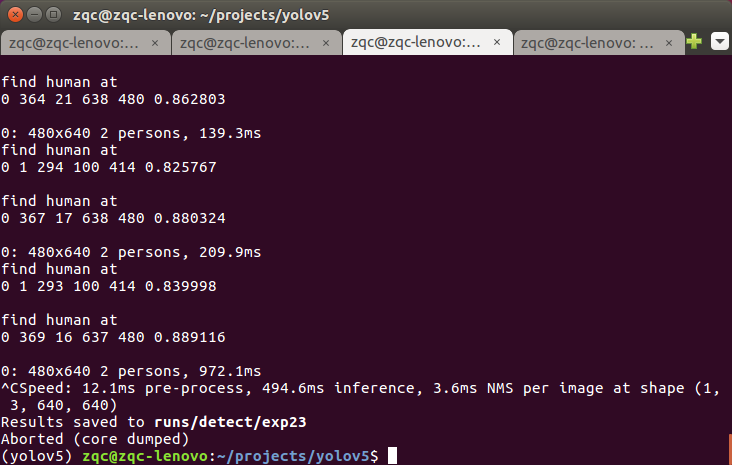 zqc@zqc-lenovo: ~/projects/yolov5
zqc@zqc-lenovo:... × zqc@zqc-lenovo:... × zqc@zqc-lenovo:... × zqc@zqc-lenovo: ... ×
find human at
0 364 21 638 480 0.862803
0: 480x640 2 persons, 139.3ms
find human at
0 1 294 100 414 0.825767
find human at
0 367 17 638 480 0.880324
0: 480x640 2 persons, 209.9ms
find human at
0 1 293 100 414 0.839998
find human at
0 369 16 637 480 0.889116
0: 480x640 2 persons, 972.1ms
^CSpeed: 12.1ms pre-process, 494.6ms inference, 3.6ms NMS per image at shape (1,
3, 640, 640)
Results saved to runs/detect/exp23
Aborted (core dumped)
(yolov5) zqc@zqc-lenovo:~/projects/yolov5$